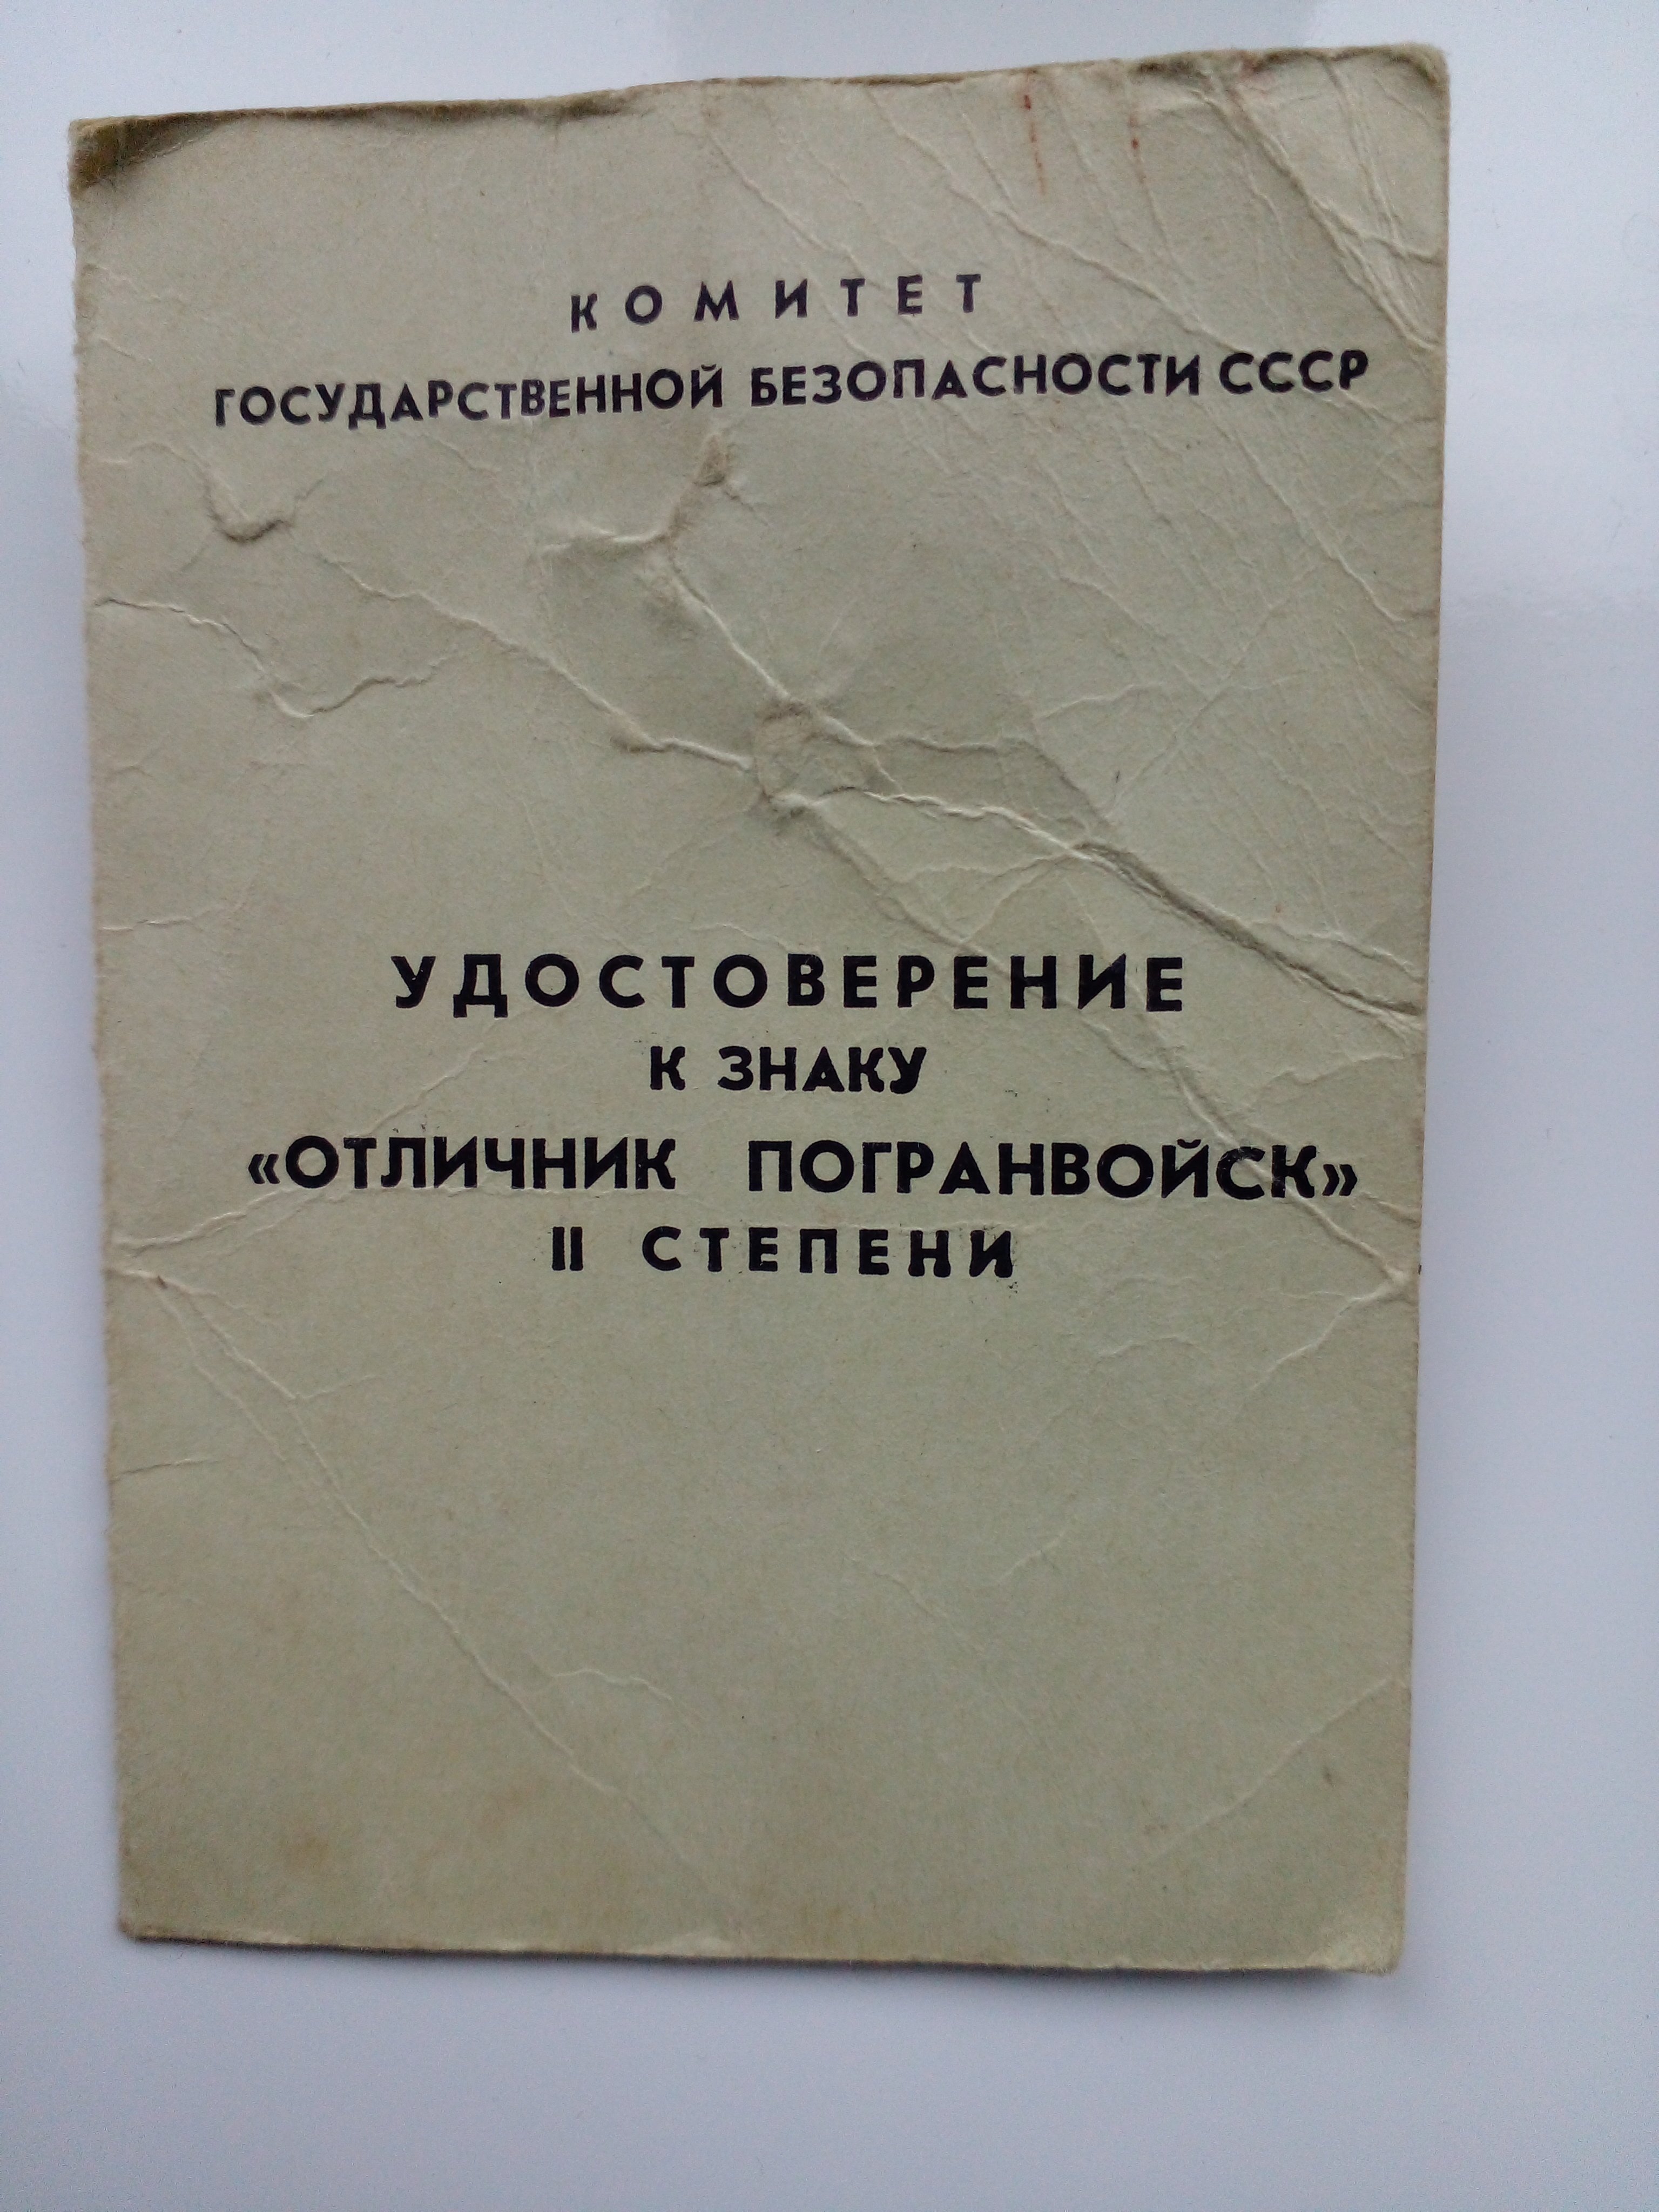 КОМИТЕТ
ГОСУДАРСТВЕННОЙ БЕЗОПАСНОСТИ СССР
УДОСТОВЕРЕНИЕ
К ЗНАКУ
«ОТЛИЧНИК ПОГРАНВОЙСК»
II СТЕПЕНИ